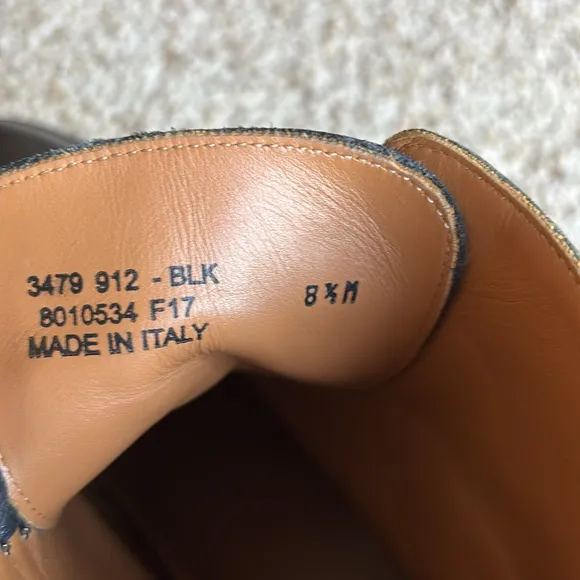 3479 912 - BLK
8010534 F17
MADE IN ITALY
8½M